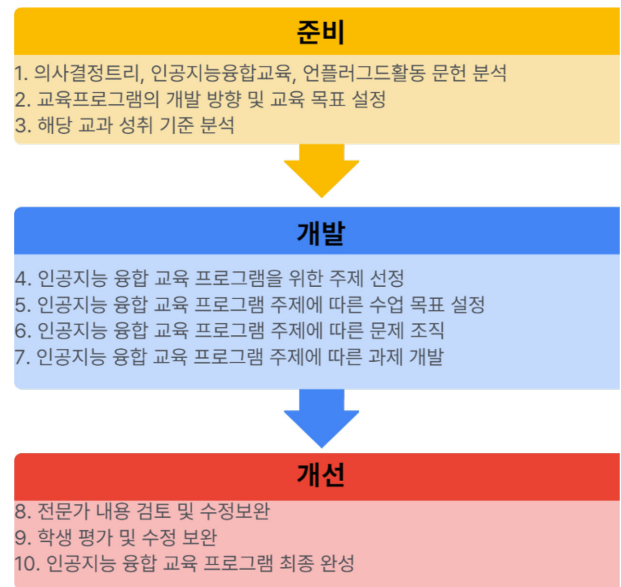 준비
1. 의사결정트리, 인공지능융합교육, 언플러그드활동 문헌 분석
2. 교육프로그램의 개발 방향 및 교육 목표 설정
3. 해당 교과 성취 기준 분석
개발
4. 인공지능 융합 교육 프로그램을 위한 주제 선정
5. 인공지능 융합 교육 프로그램 주제에 따른 수업 목표 설정
6. 인공지능 융합 교육 프로그램 주제에 따른 문제 조직
7. 인공지능 융합 교육 프로그램 주제에 따른 과제 개발
개선
8. 전문가 내용 검토 및 수정보완
9. 학생 평가 및 수정 보완
10. 인공지능 융합 교육 프로그램 최종 완성